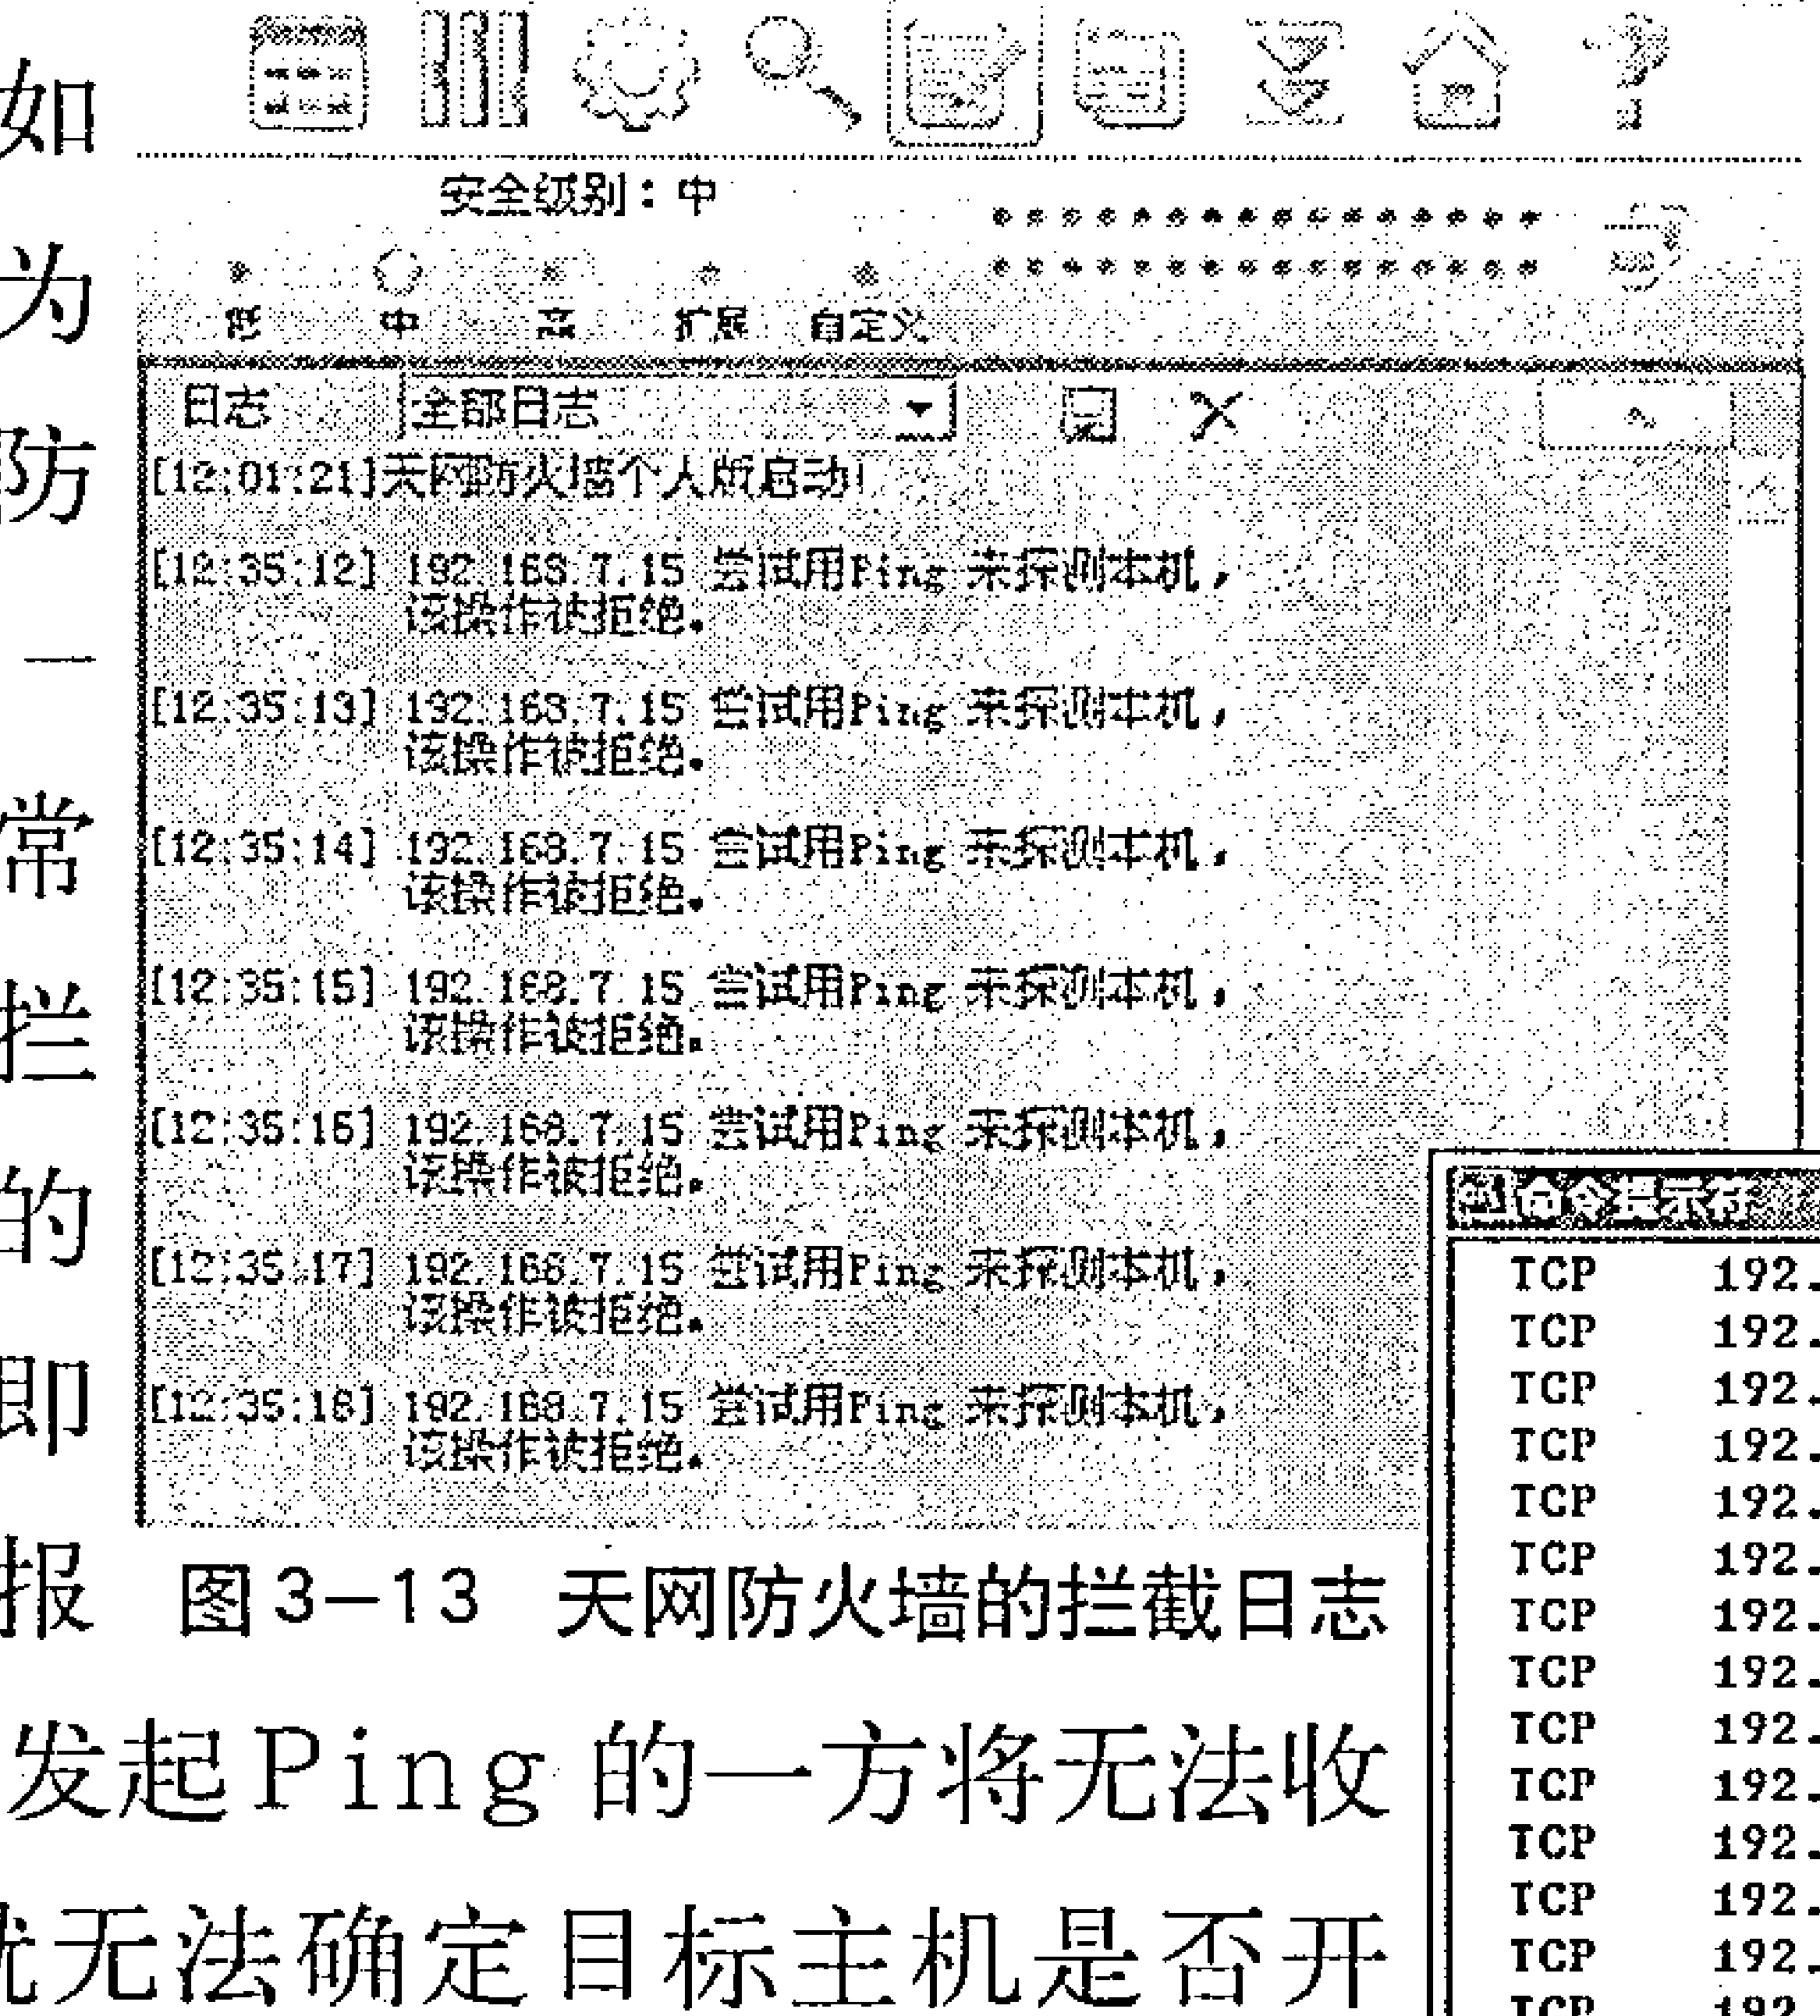 如
为
防
一
常
拦
的
即
报
安全级别：中
低 中 高 扩展 自定义
日志 全部日志
[12:01:21]天网防火墙个人版启动!
[12:35:12] 192.168.7.15 尝试用Ping 来探测本机，
该操作被拒绝。
[12:35:13] 192.168.7.15 尝试用Ping 来探测本机，
该操作被拒绝。
[12:35:14] 192.168.7.15 尝试用Ping 来探测本机，
该操作被拒绝。
[12:35:15] 192.168.7.15 尝试用Ping 来探测本机，
该操作被拒绝。
[12:35:16] 192.168.7.15 尝试用Ping 来探测本机，
该操作被拒绝。
[12:35:17] 192.168.7.15 尝试用Ping 来探测本机，
该操作被拒绝。
[12:35:18] 192.168.7.15 尝试用Ping 来探测本机，
该操作被拒绝。
图3-13 天网防火墙的拦截日志
发起Ping 的一方将无法收
就无法确定目标主机是否开
命令提示符
TCP 192.
TCP 192.
TCP 192.
TCP 192.
TCP 192.
TCP 192.
TCP 192.
TCP 192.
TCP 192.
TCP 192.
TCP 192.
TCP 192.
TCP 192.
TCP 192.